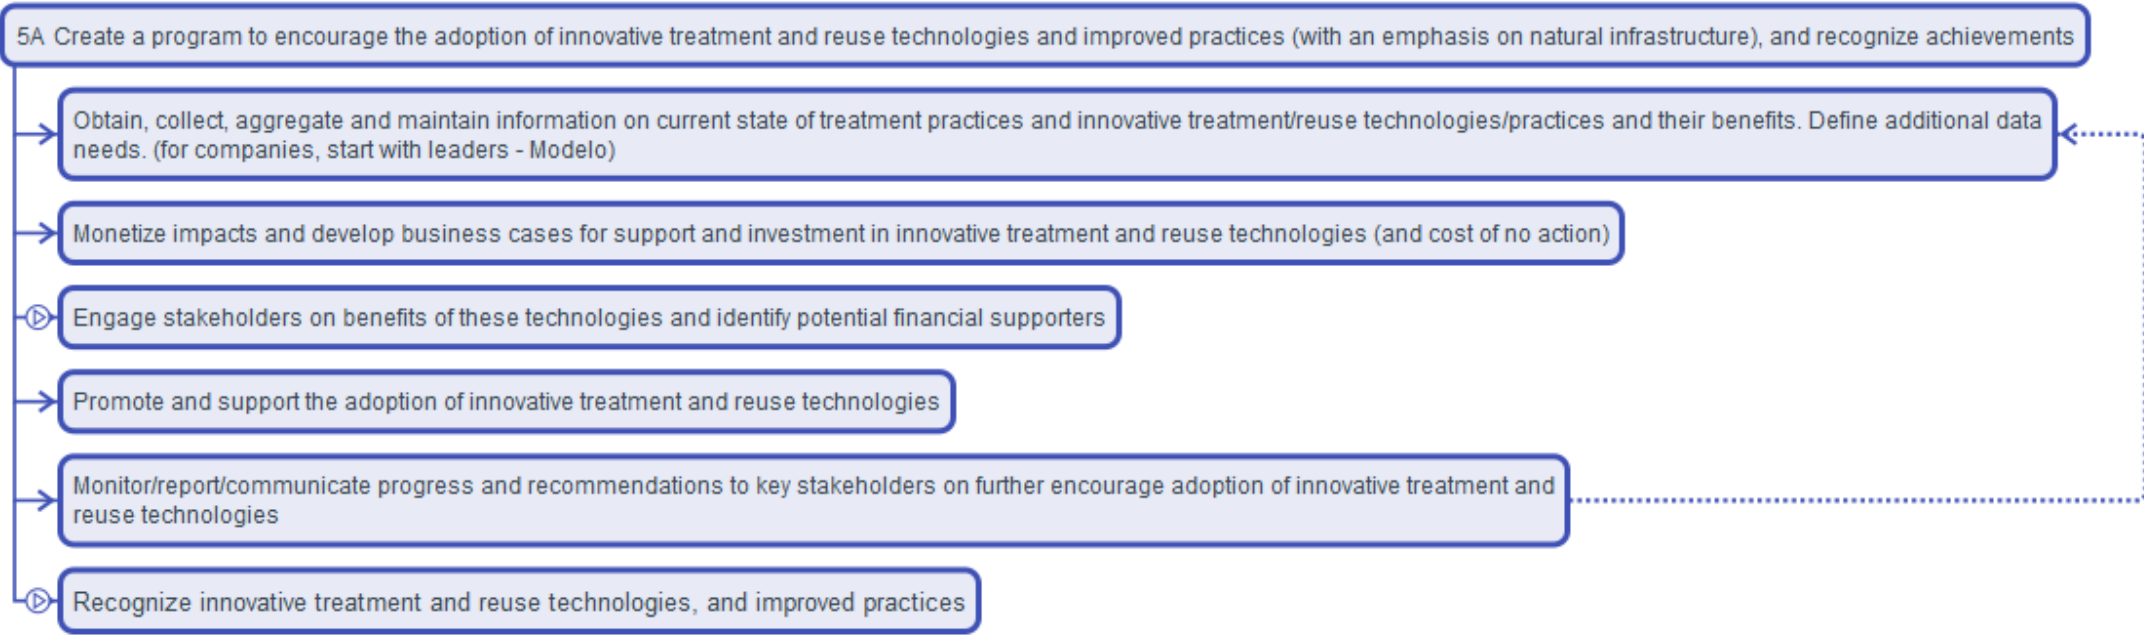 5A Create a program to encourage the adoption of innovative treatment and reuse technologies and improved practices (with an emphasis on natural infrastructure), and recognize achievements
Obtain, collect, aggregate and maintain information on current state of treatment practices and innovative treatment/reuse technologies/practices and their benefits. Define additional data
needs. (for companies, start with leaders - Modelo)
Monetize impacts and develop business cases for support and investment in innovative treatment and reuse technologies (and cost of no action)
Engage stakeholders on benefits of these technologies and identify potential financial supporters
Promote and support the adoption of innovative treatment and reuse technologies
Monitor/report/communicate progress and recommendations to key stakeholders on further encourage adoption of innovative treatment and
reuse technologies
Recognize innovative treatment and reuse technologies, and improved practices